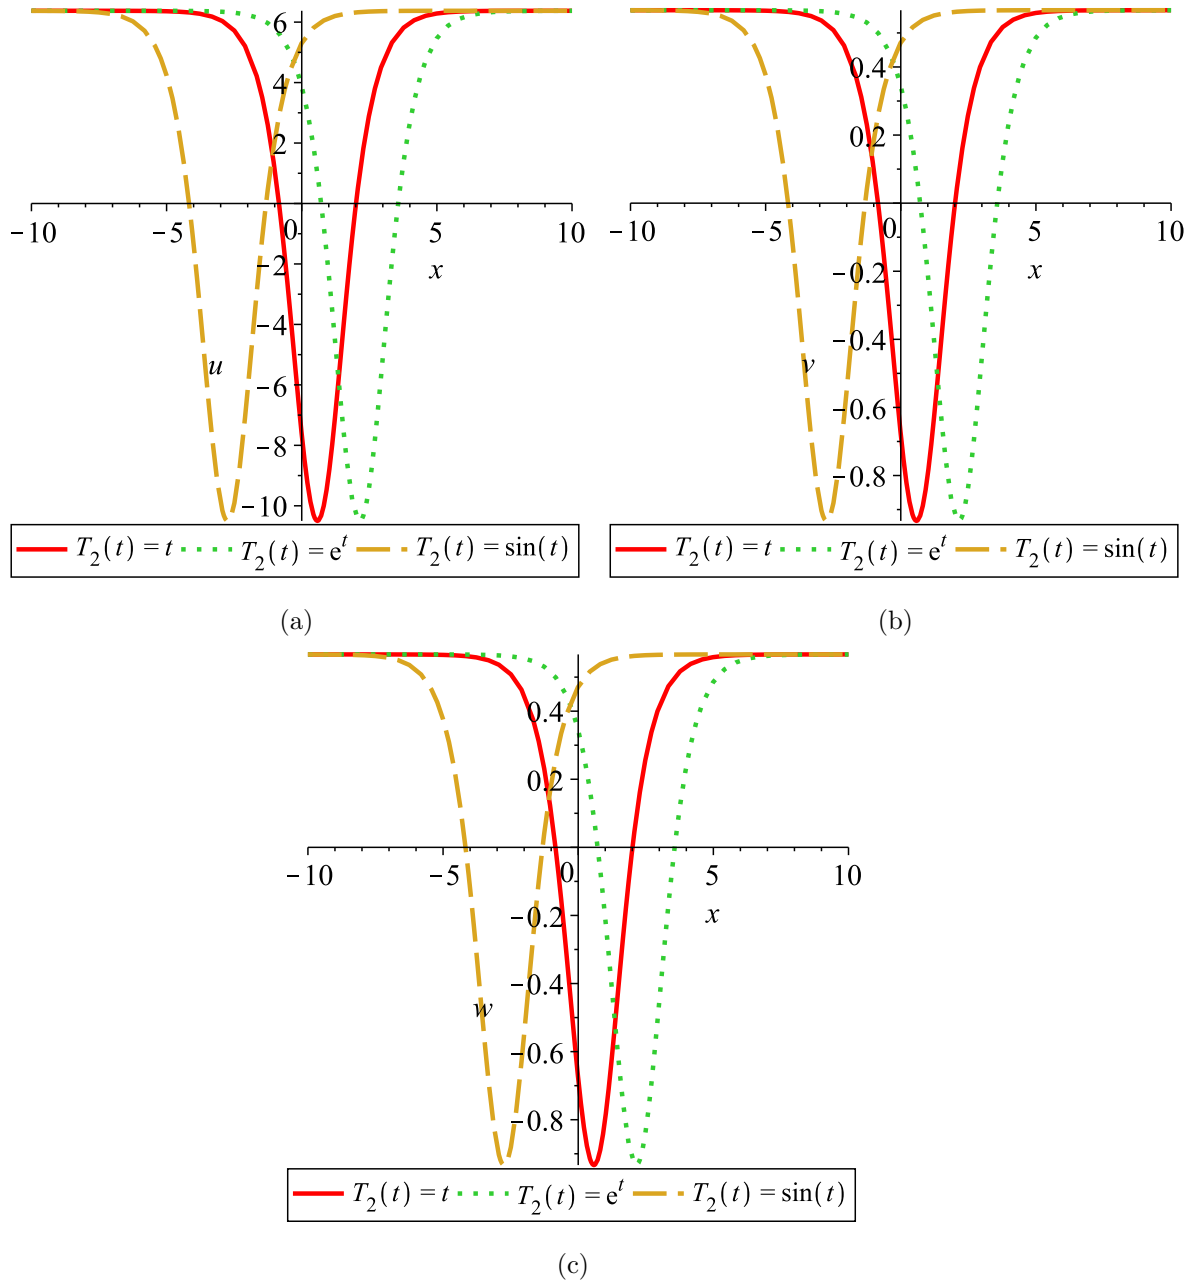 6
4
2
−10 −5 0 5 10
x
−2
−4
u
−6
−8
−10
T₂(t) = t T₂(t) = eᵗ T₂(t) = sin(t)
(a)
0.4
0.2
−10 −5 0 5 10
x
−0.2
−0.4
v
−0.6
−0.8
T₂(t) = t T₂(t) = eᵗ T₂(t) = sin(t)
(b)
0.4
0.2
−10 −5 0 5 10
x
−0.2
−0.4
w
−0.6
−0.8
T₂(t) = t T₂(t) = eᵗ T₂(t) = sin(t)
(c)